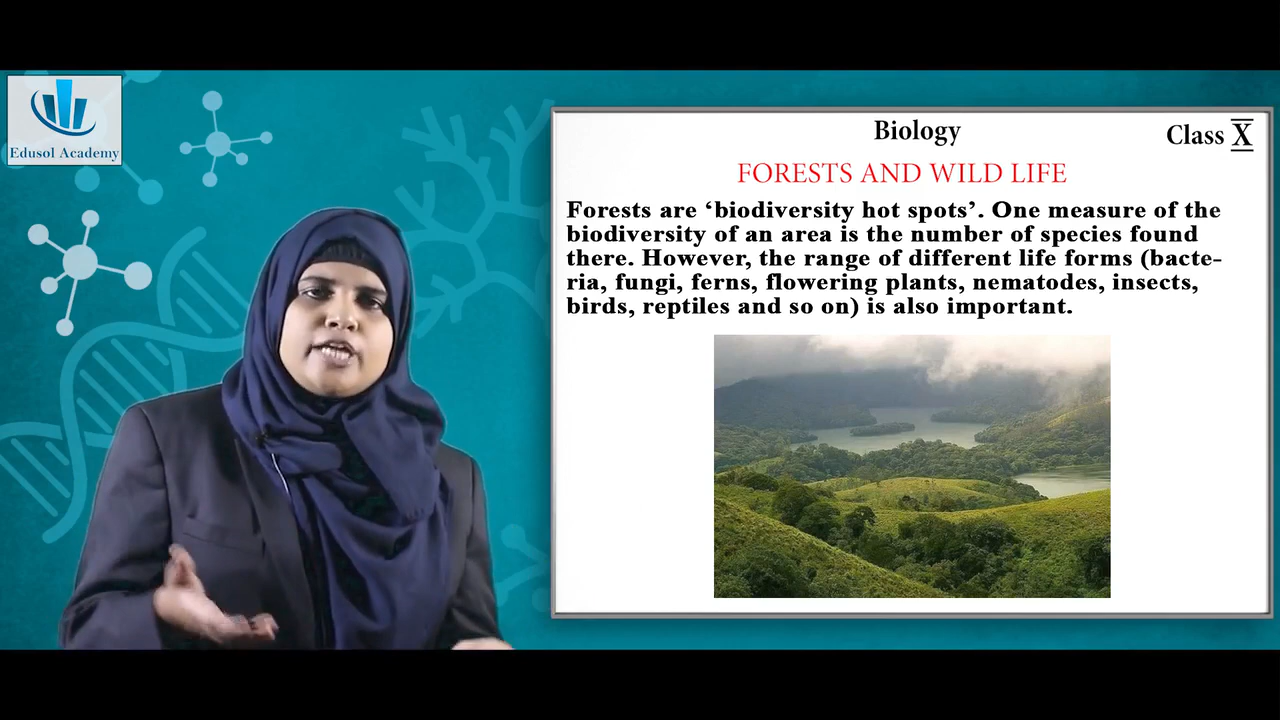 Edusol Academy
Biology
Class X
FORESTS AND WILD LIFE
Forests are ‘biodiversity hot spots’. One measure of the
biodiversity of an area is the number of species found
there. However, the range of different life forms (bacte-
ria, fungi, ferns, flowering plants, nematodes, insects,
birds, reptiles and so on) is also important.